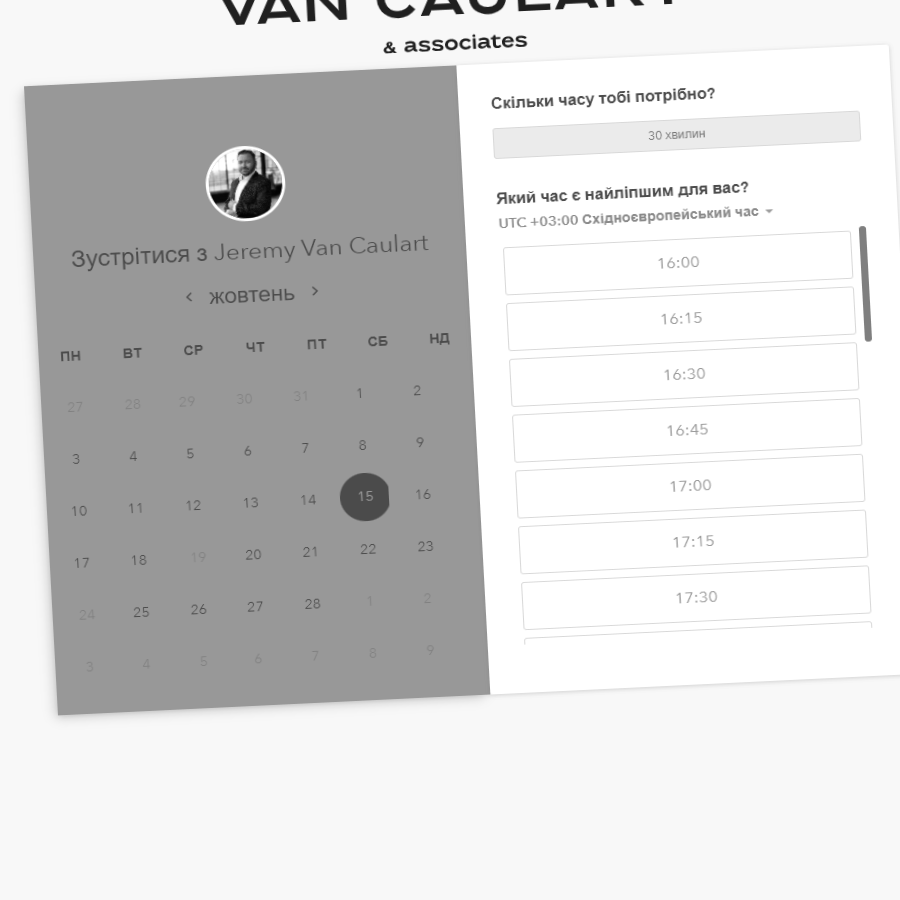 VAN CAULART
& associates
Зустрітися з Jeremy Van Caulart
жовтень
ПН ВТ СР ЧТ ПТ СБ НД
27 28 29 30 31 1 2
3 4 5 6 7 8 9
10 11 12 13 14 15 16
17 18 19 20 21 22 23
24 25 26 27 28 1 2
3 4 5 6 7 8 9
Скільки часу тобі потрібно?
30 хвилин
Який час є найліпшим для вас?
UTC +03:00 Східноєвропейський час
16:00
16:15
16:30
16:45
17:00
17:15
17:30